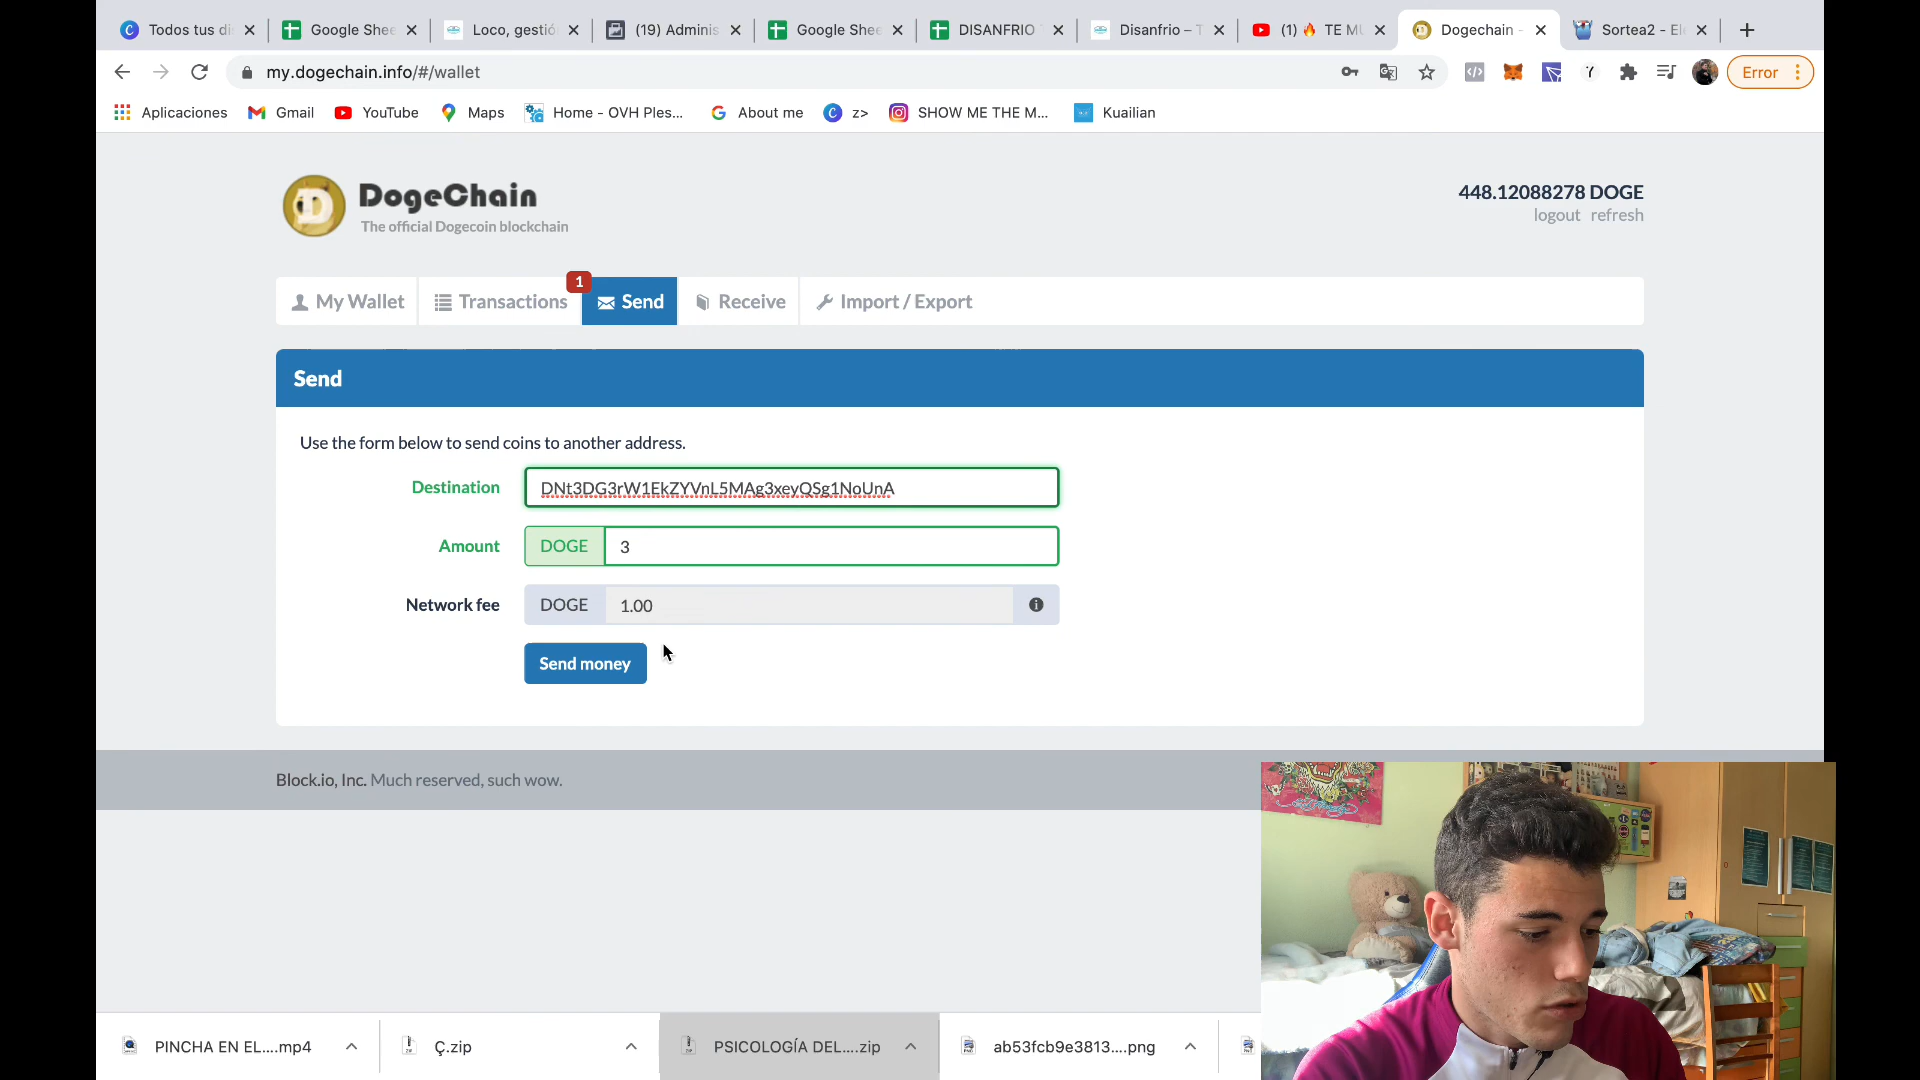 Todos tus di
Google Shee
Loco, gestió
(19) Adminis
Google Shee
DISANFRIO
Disanfrio – T
(1) 🔥 TE MU
Dogechain -
Sortea2 - El
my.dogechain.info/#/wallet
Error
Aplicaciones
Gmail
YouTube
Maps
Home - OVH Ples...
About me
z>
SHOW ME THE M...
Kuailian
DogeChain
The official Dogecoin blockchain
448.12088278 DOGE
logout refresh
My Wallet
Transactions
1
Send
Receive
Import / Export
Send
Use the form below to send coins to another address.
Destination
DNt3DG3rW1EkZYVnL5MAg3xeyQSg1NoUnA
Amount
DOGE
3
Network fee
DOGE
1.00
Send money
Block.io, Inc. Much reserved, such wow.
PINCHA EN EL....mp4
Ç.zip
PSICOLOGÍA DEL....zip
ab53fcb9e3813....png